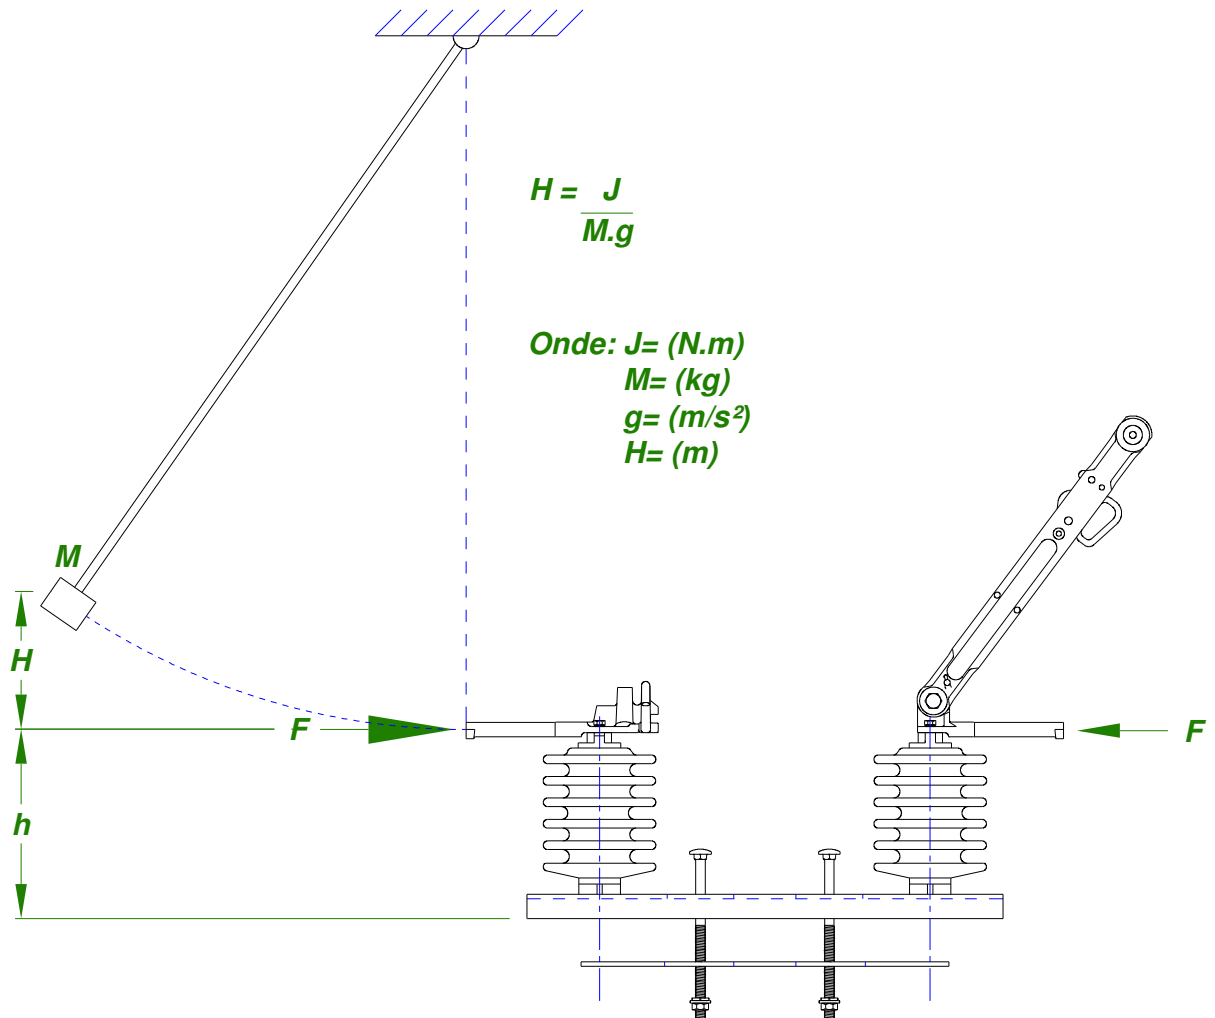 H = J
M.g
Onde: J= (N.m)
M= (kg)
g= (m/s²)
H= (m)
M
H
F
F
h